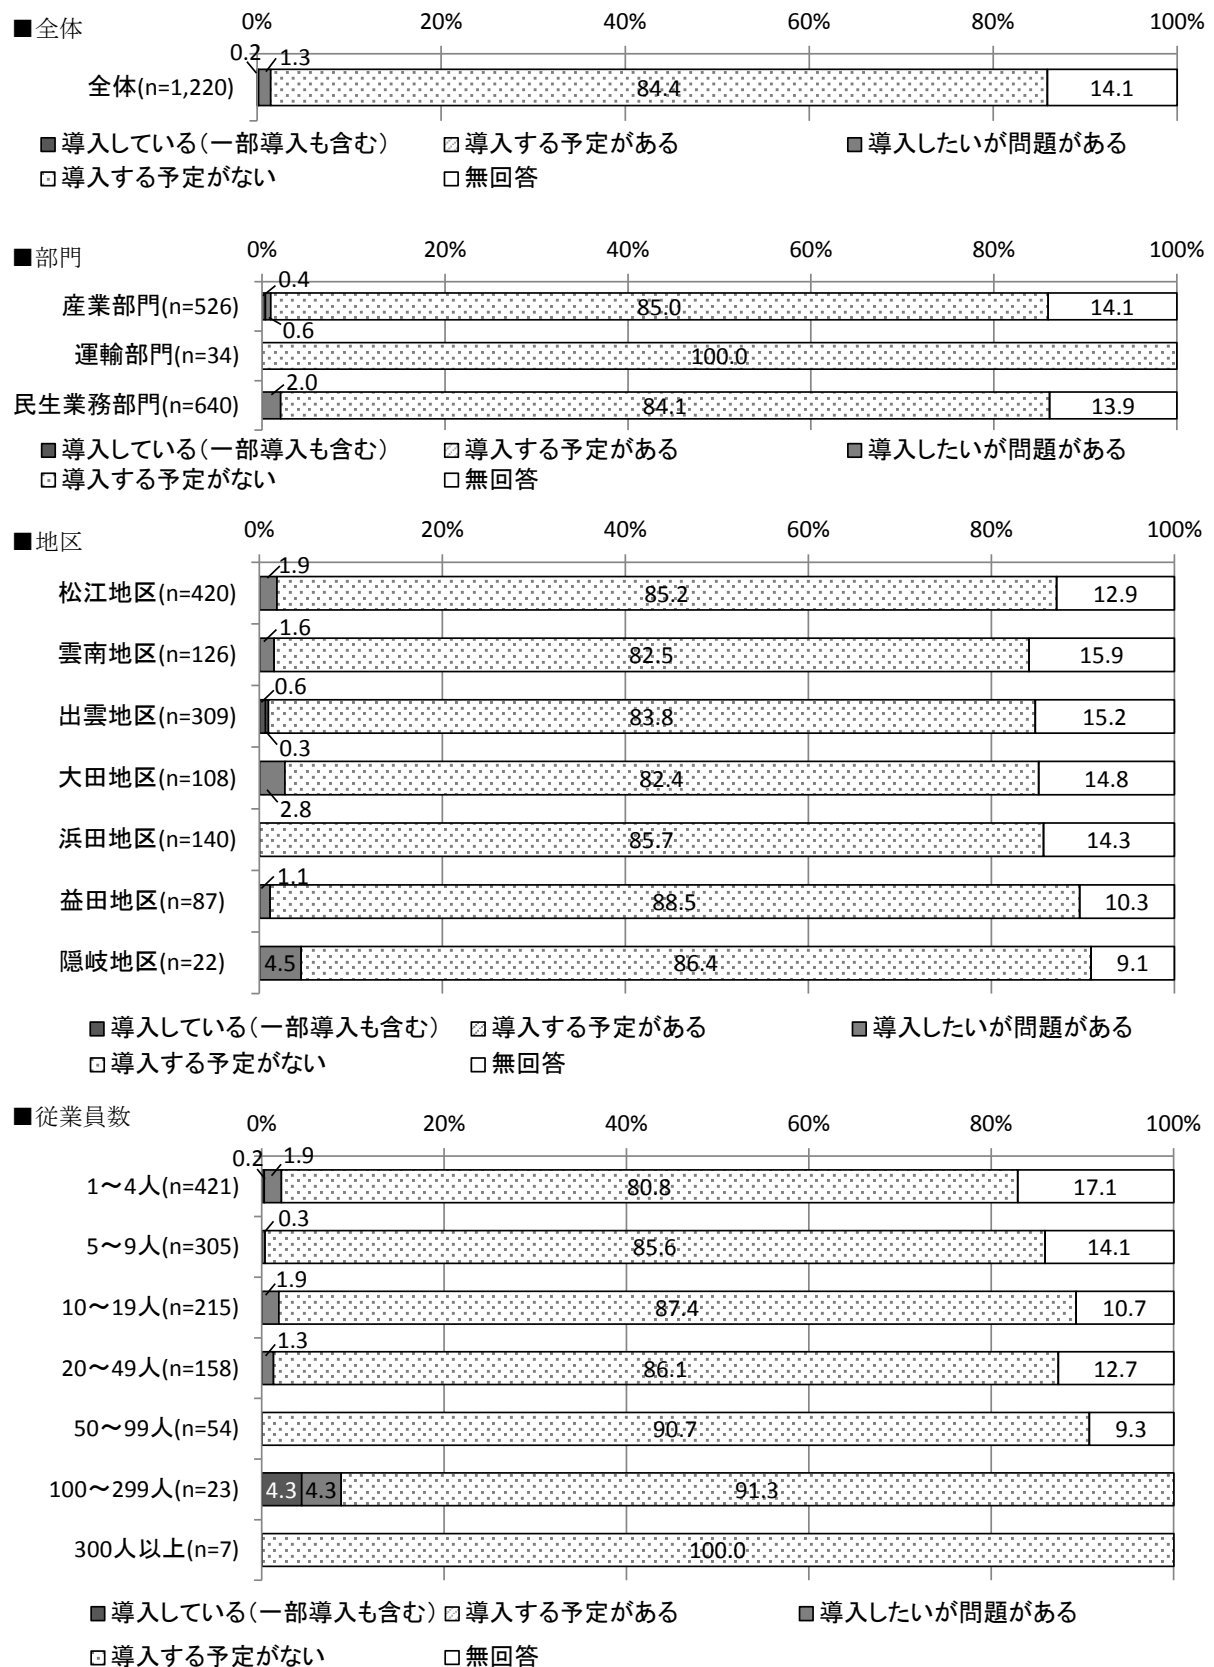 ■全体
0% 20% 40% 60% 80% 100%
0.2 1.3
全体(n=1,220) 84.4 14.1
導入している(一部導入も含む) 導入する予定がある 導入したいが問題がある
導入する予定がない 無回答
■部門
0% 20% 40% 60% 80% 100%
0.4
産業部門(n=526) 85.0 14.1
0.6
運輸部門(n=34) 100.0
2.0
民生業務部門(n=640) 84.1 13.9
導入している(一部導入も含む) 導入する予定がある 導入したいが問題がある
導入する予定がない 無回答
■地区
0% 20% 40% 60% 80% 100%
1.9
松江地区(n=420) 85.2 12.9
1.6
雲南地区(n=126) 82.5 15.9
0.6
出雲地区(n=309) 83.8 15.2
0.3
大田地区(n=108) 82.4 14.8
2.8
浜田地区(n=140) 85.7 14.3
1.1
益田地区(n=87) 88.5 10.3
隠岐地区(n=22) 4.5 86.4 9.1
導入している(一部導入も含む) 導入する予定がある 導入したいが問題がある
導入する予定がない 無回答
■従業員数
0% 20% 40% 60% 80% 100%
0.2 1.9
1~4人(n=421) 80.8 17.1
0.3
5~9人(n=305) 85.6 14.1
1.9
10~19人(n=215) 87.4 10.7
1.3
20~49人(n=158) 86.1 12.7
50~99人(n=54) 90.7 9.3
100~299人(n=23) 4.3 4.3 91.3
300人以上(n=7) 100.0
導入している(一部導入も含む) 導入する予定がある 導入したいが問題がある
導入する予定がない 無回答